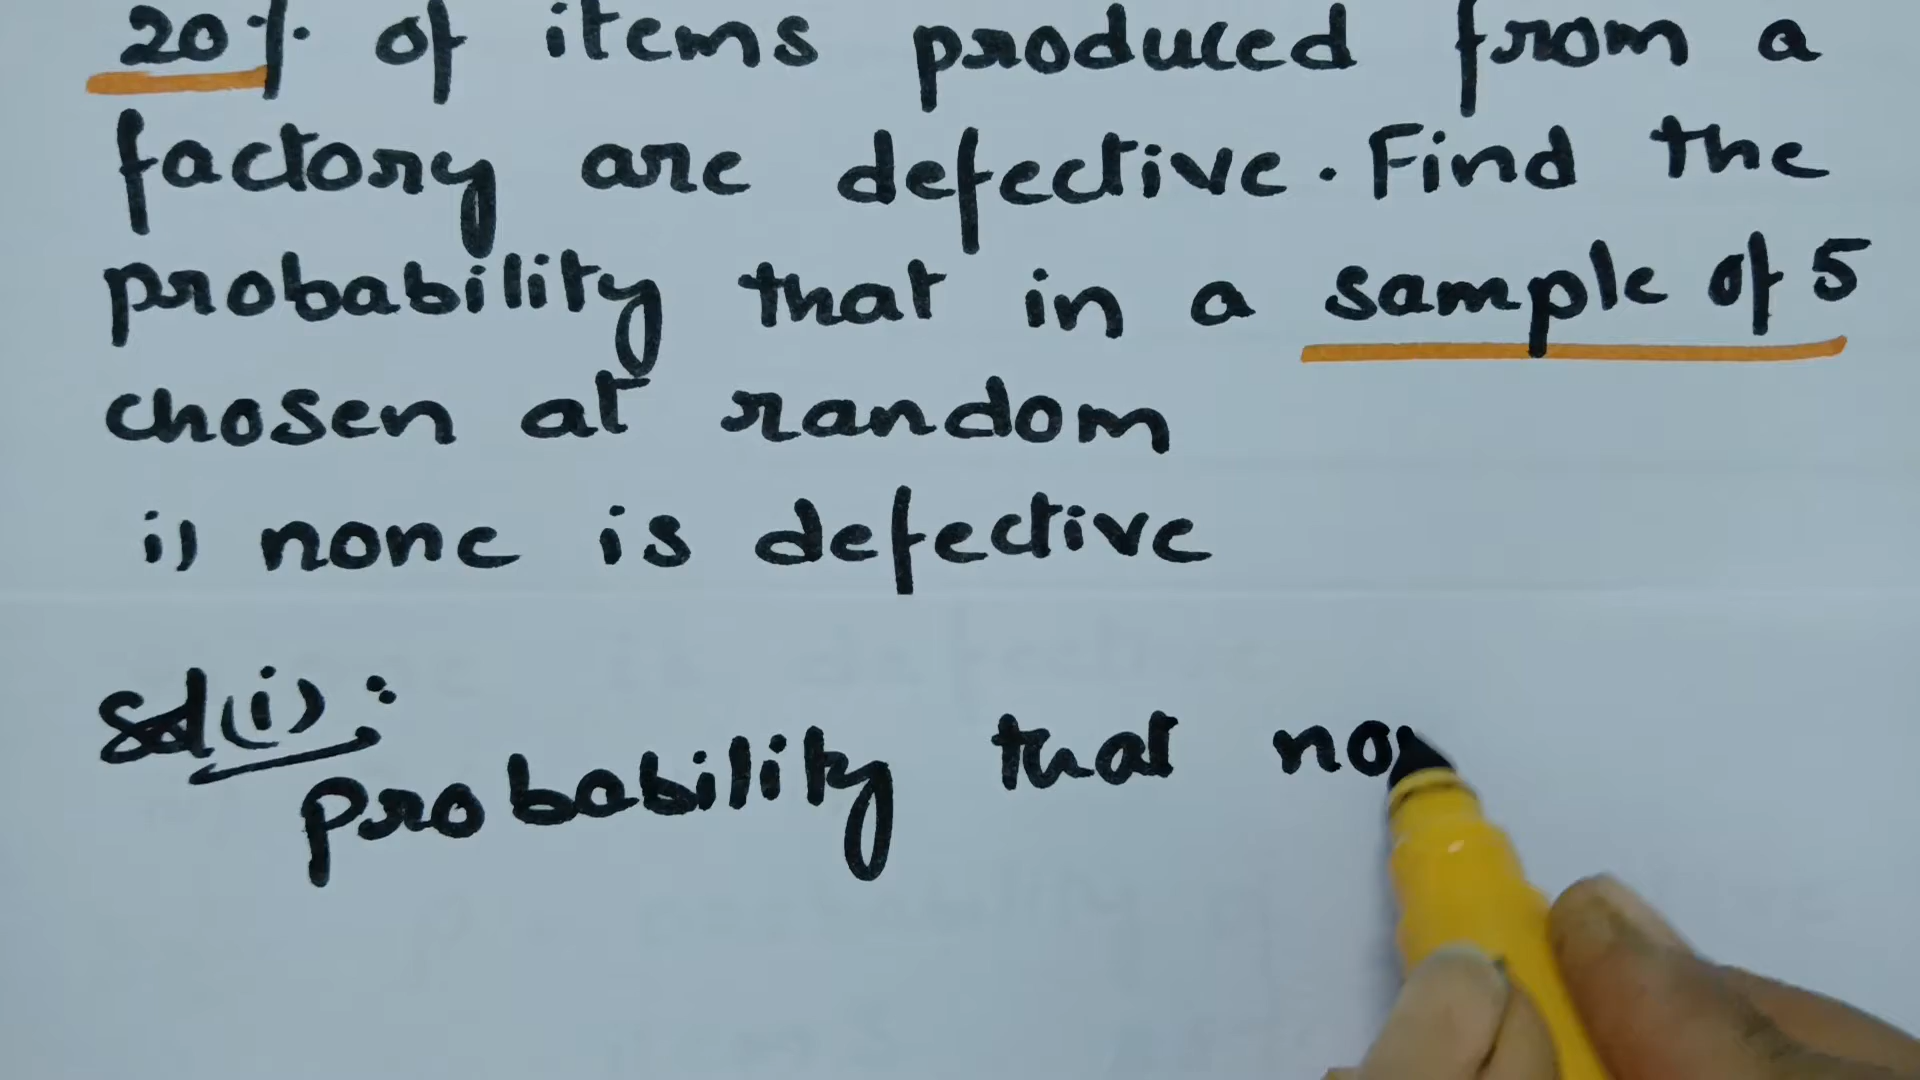 20% of items produced from a
factory are defective. Find the
probability that in a sample of 5
chosen at random
i) none is defective
Sol(i):
probability that no